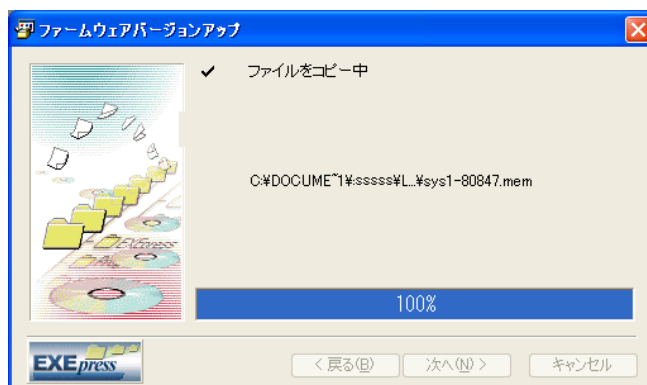 ファームウェアバージョンアップ
ファイルをコピー中
C:¥DOCUME~1¥:sssss¥L...¥sys1-80847.mem
EXEpress
100%
EXEpress
< 戻る(B)
次へ(N) >
キャンセル